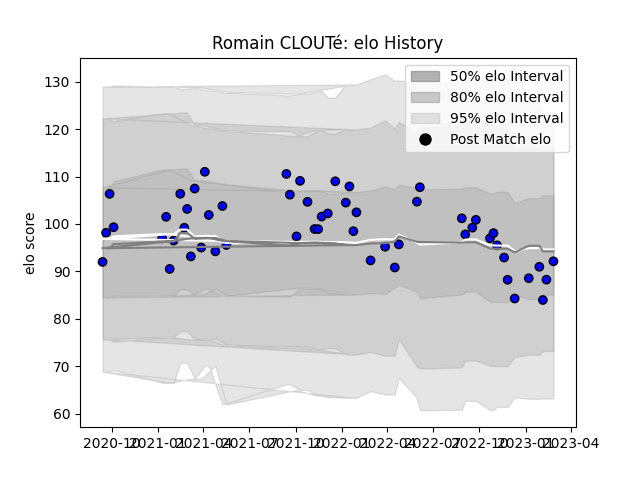 Romain CLOUTé: elo History
50% elo Interval
80% elo Interval
95% elo Interval
Post Match elo
elo score
130
120
110
100
90
80
70
60
2020-10 2021-01 2021-04 2021-07 2021-10 2022-01 2022-04 2022-07 2022-10 2023-01 2023-04